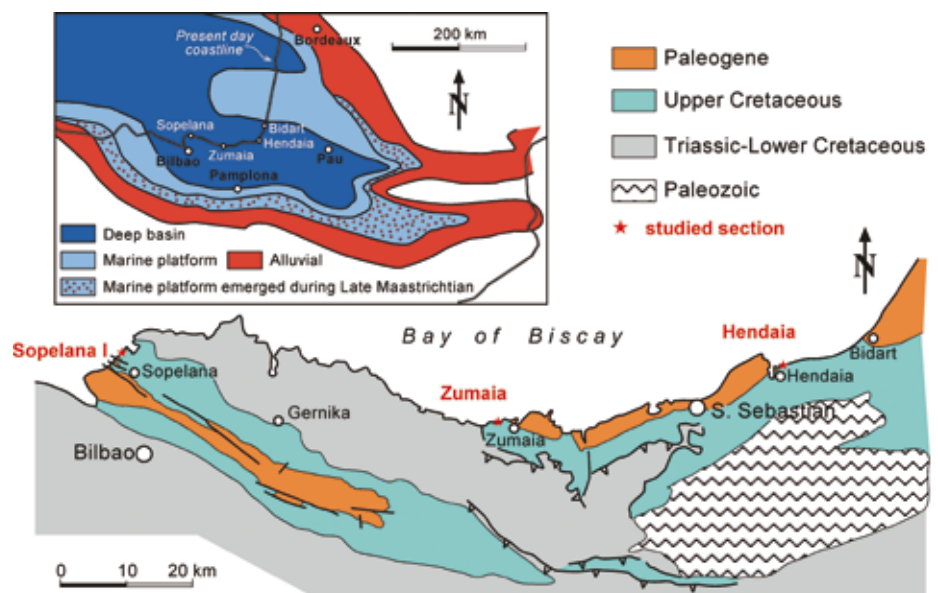 Bordeaux
200 km
Present day
coastline
N
Sopelana
Bidart
Hendaia
Bilbao
Zumaia
Pau
Pamplona
Deep basin
Marine platform
Alluvial
Marine platform emerged during Late Maastrichtian
Paleogene
Upper Cretaceous
Triassic-Lower Cretaceous
Paleozoic
studied section
N
Bay of Biscay
Sopelana I
Sopelana
Hendaia
Bidart
Hendaia
Zumaia
Zumaia
S. Sebastian
Gernika
Bilbao
0 10 20 km